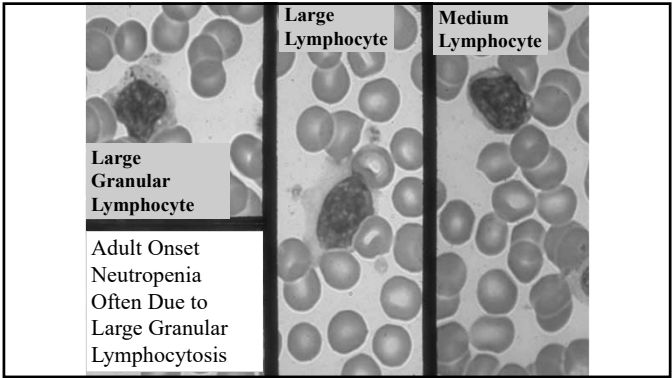 Large
Granular
Lymphocyte
Adult Onset
Neutropenia
Often Due to
Large Granular
Lymphocytosis
Large
Lymphocyte
Medium
Lymphocyte